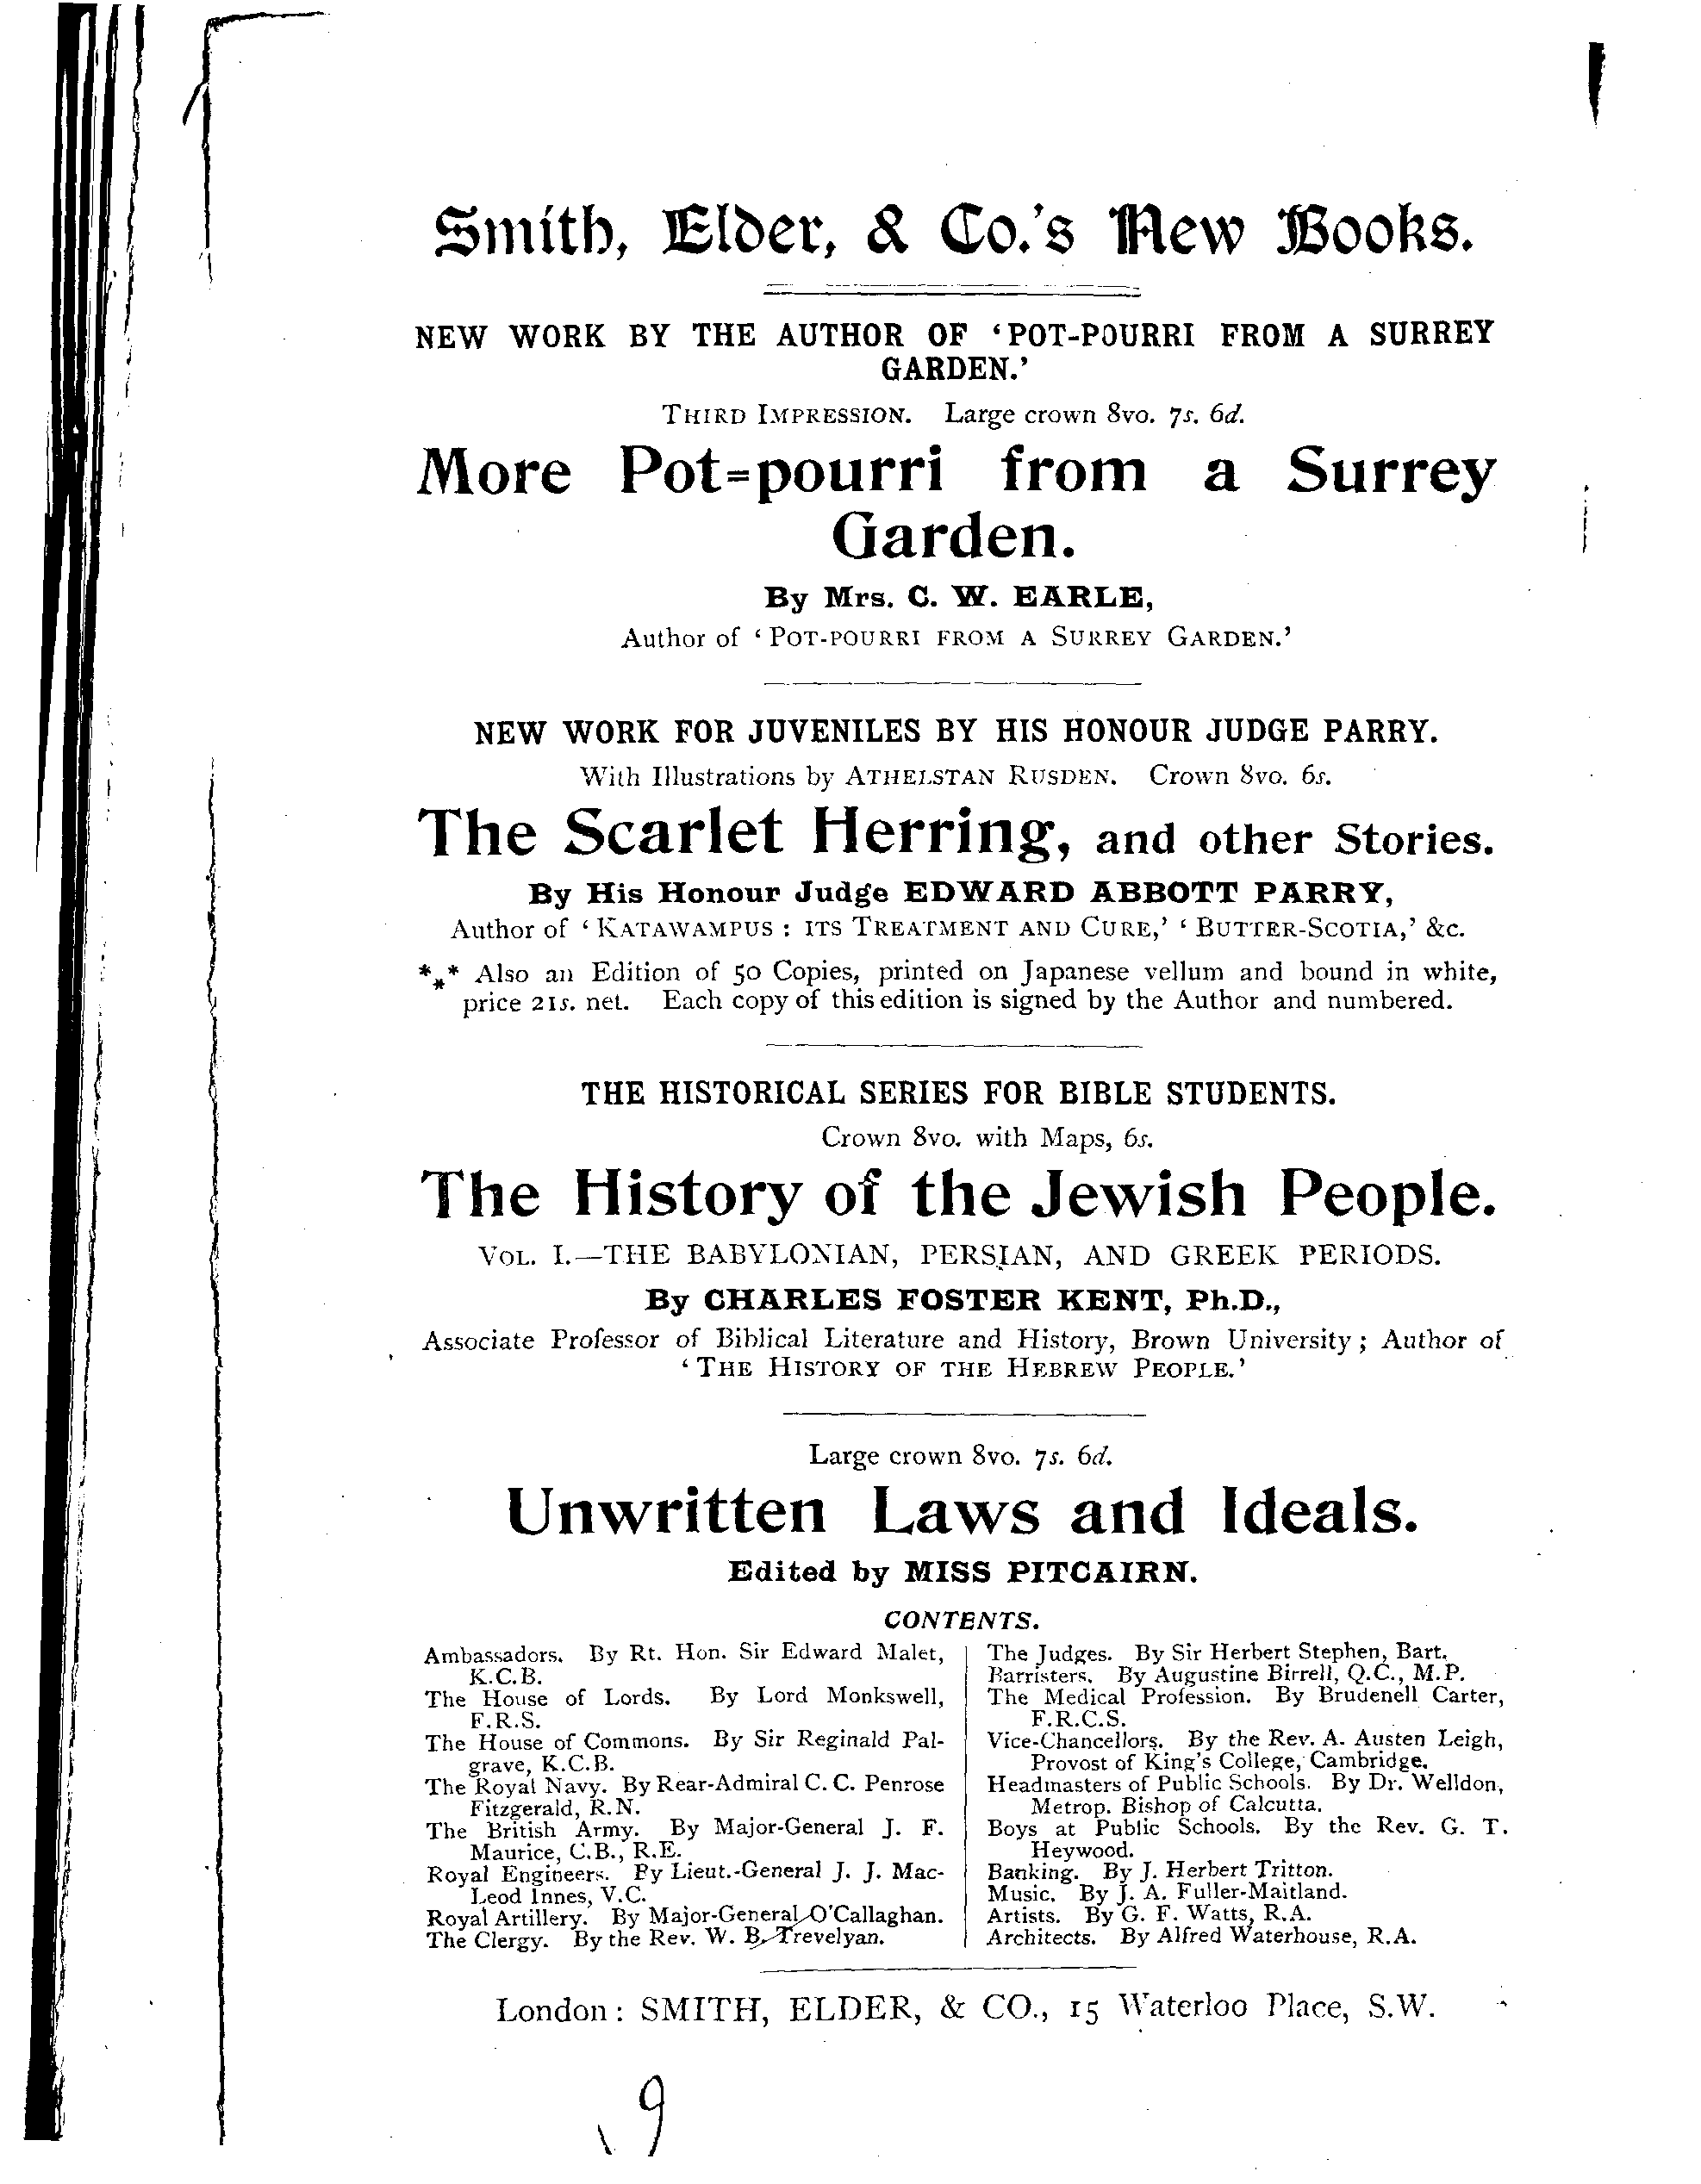 Smith, Elder, & Co.'s New Books.
NEW WORK BY THE AUTHOR OF ‘POT-POURRI FROM A SURREY
GARDEN.’
THIRD IMPRESSION. Large crown 8vo. 7s. 6d.
More Pot=pourri from a Surrey
Garden.
By Mrs. C. W. EARLE,
Author of ‘POT-POURRI FROM A SURREY GARDEN.’
NEW WORK FOR JUVENILES BY HIS HONOUR JUDGE PARRY.
With Illustrations by ATHELSTAN RUSDEN. Crown 8vo. 6s.
The Scarlet Herring, and other Stories.
By His Honour Judge EDWARD ABBOTT PARRY,
Author of ‘KATAWAMPUS : ITS TREATMENT AND CURE,’ ‘BUTTER-SCOTIA,’ &c.
*** Also an Edition of 50 Copies, printed on Japanese vellum and bound in white,
price 21s. net. Each copy of this edition is signed by the Author and numbered.
THE HISTORICAL SERIES FOR BIBLE STUDENTS.
Crown 8vo. with Maps, 6s.
The History of the Jewish People.
VOL. I.—THE BABYLONIAN, PERSIAN, AND GREEK PERIODS.
By CHARLES FOSTER KENT, Ph.D.,
Associate Professor of Biblical Literature and History, Brown University ; Author of
‘THE HISTORY OF THE HEBREW PEOPLE.’
Large crown 8vo. 7s. 6d.
Unwritten Laws and Ideals.
Edited by MISS PITCAIRN.
CONTENTS.
Ambassadors. By Rt. Hon. Sir Edward Malet,
K.C.B.
The House of Lords. By Lord Monkswell,
F.R.S.
The House of Commons. By Sir Reginald Pal-
grave, K.C.B.
The Royal Navy. By Rear-Admiral C. C. Penrose
Fitzgerald, R.N.
The British Army. By Major-General J. F.
Maurice, C.B., R.E.
Royal Engineers. By Lieut.-General J. J. Mac-
Leod Innes, V.C.
Royal Artillery. By Major-General O'Callaghan.
The Clergy. By the Rev. W. B. Trevelyan.
The Judges. By Sir Herbert Stephen, Bart.
Barristers. By Augustine Birrell, Q.C., M.P.
The Medical Profession. By Brudenell Carter,
F.R.C.S.
Vice-Chancellors. By the Rev. A. Austen Leigh,
Provost of King's College, Cambridge.
Headmasters of Public Schools. By Dr. Welldon,
Metrop. Bishop of Calcutta.
Boys at Public Schools. By the Rev. G. T.
Heywood.
Banking. By J. Herbert Tritton.
Music. By J. A. Fuller-Maitland.
Artists. By G. F. Watts, R.A.
Architects. By Alfred Waterhouse, R.A.
London : SMITH, ELDER, & CO., 15 Waterloo Place, S.W.
9